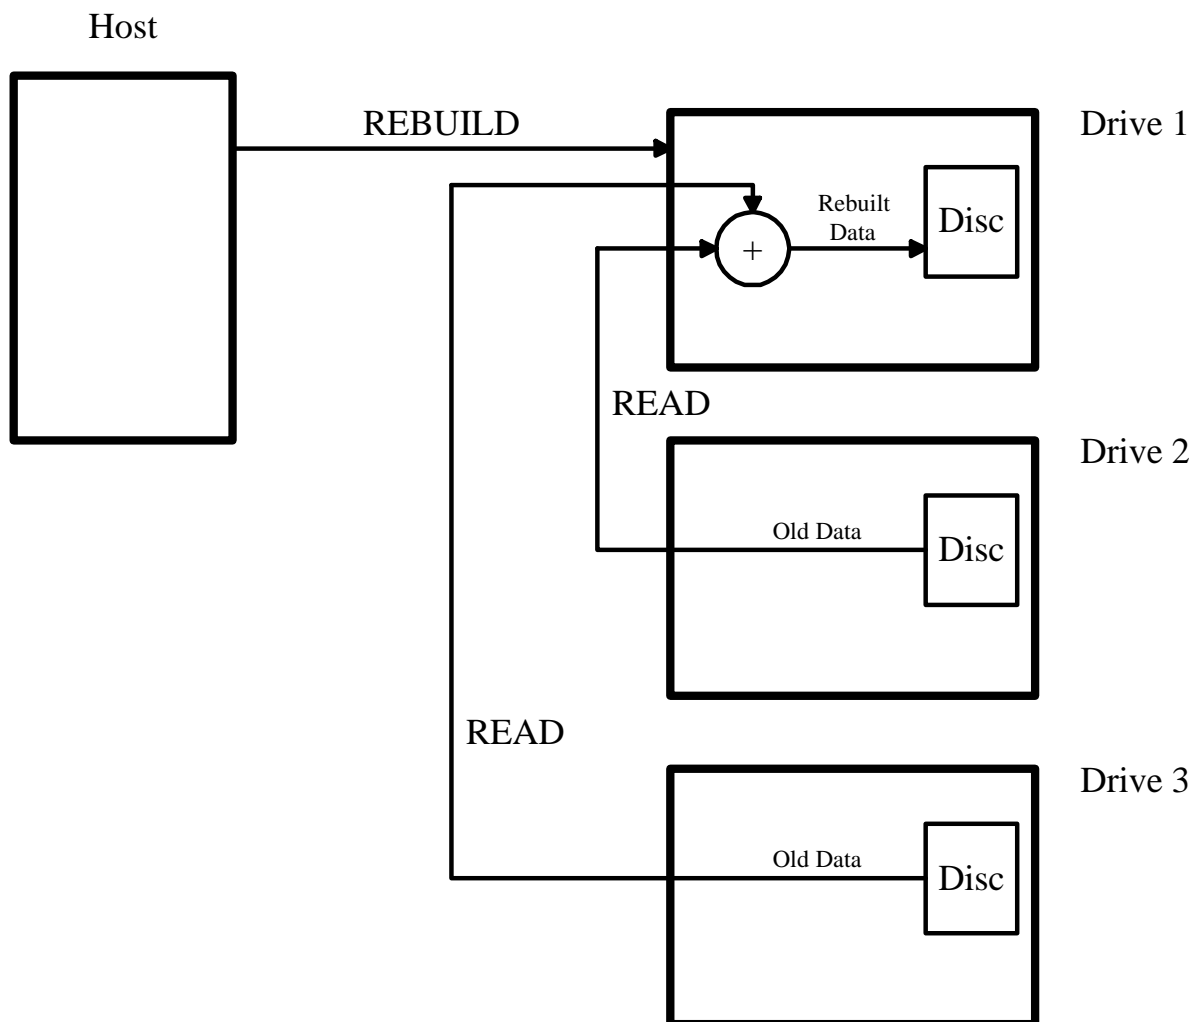 Host
REBUILD
Drive 1
Rebuilt
Data
Disc
+
READ
Drive 2
Old Data
Disc
READ
Drive 3
Old Data
Disc